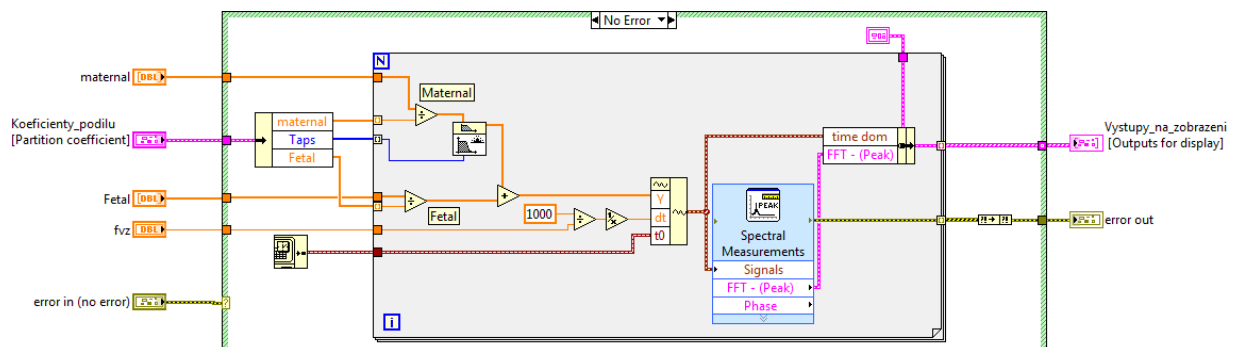 No Error
maternal
[DBL]
Koeficienty_podilu
[Partition coefficient]
Fetal
[DBL]
fvz
DBL
error in (no error)
maternal
Taps
Fetal
N
Maternal
Fetal
1000
Y
dt
t0
PEAK
Spectral
Measurements
Signals
FFT - (Peak)
Phase
time dom
FFT - (Peak)
i
Vystupy_na_zobrazeni
[Outputs for display]
error out